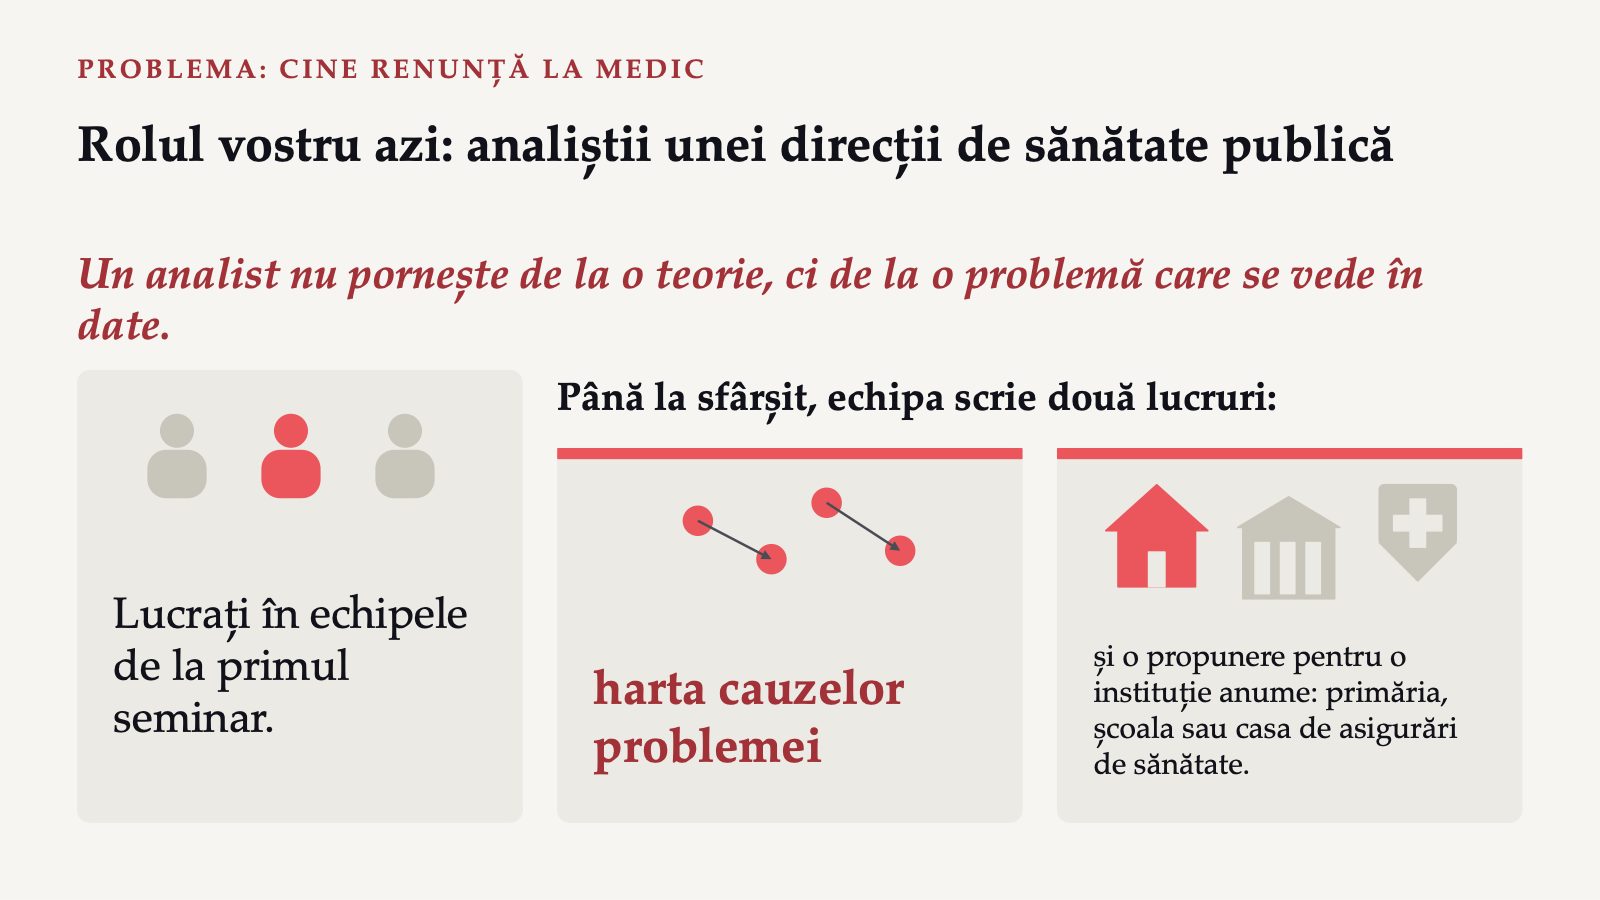 PROBLEMA: CINE RENUNȚĂ LA MEDIC
Rolul vostru azi: analiștii unei direcții de sănătate publică
Un analist nu pornește de la o teorie, ci de la o problemă care se vede în
date.
Lucrați în echipele
de la primul
seminar.
Până la sfârșit, echipa scrie două lucruri:
harta cauzelor
problemei
și o propunere pentru o
instituție anume: primăria,
școala sau casa de asigurări
de sănătate.